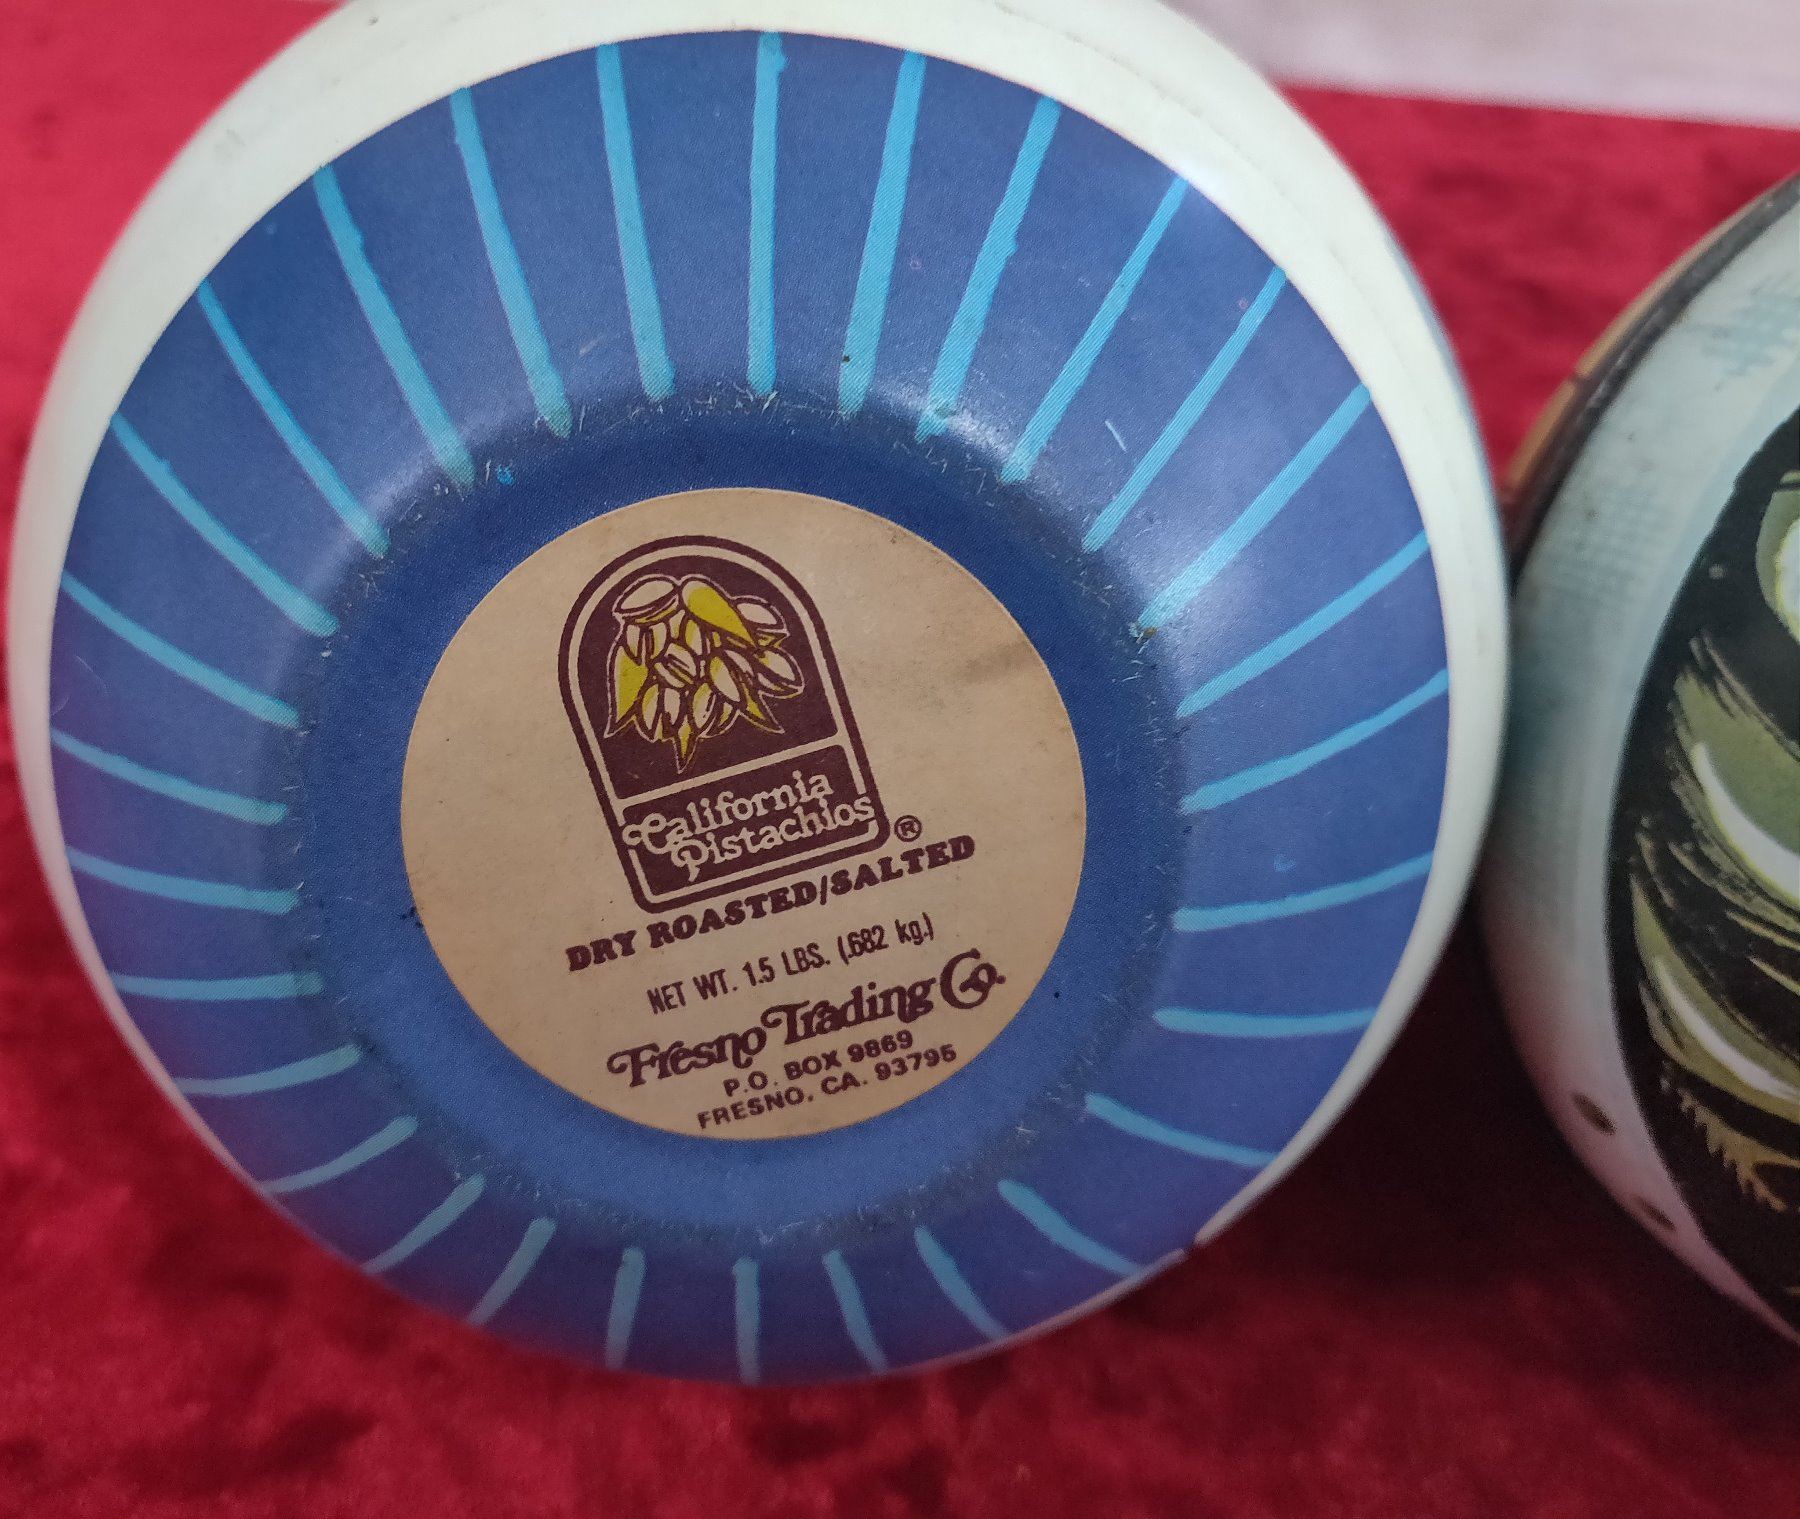 California
Pistachios
®
DRY ROASTED/SALTED
NET WT. 1.5 LBS. (.682 kg.)
Fresno Trading Co.
P.O. BOX 9869
FRESNO, CA. 93795